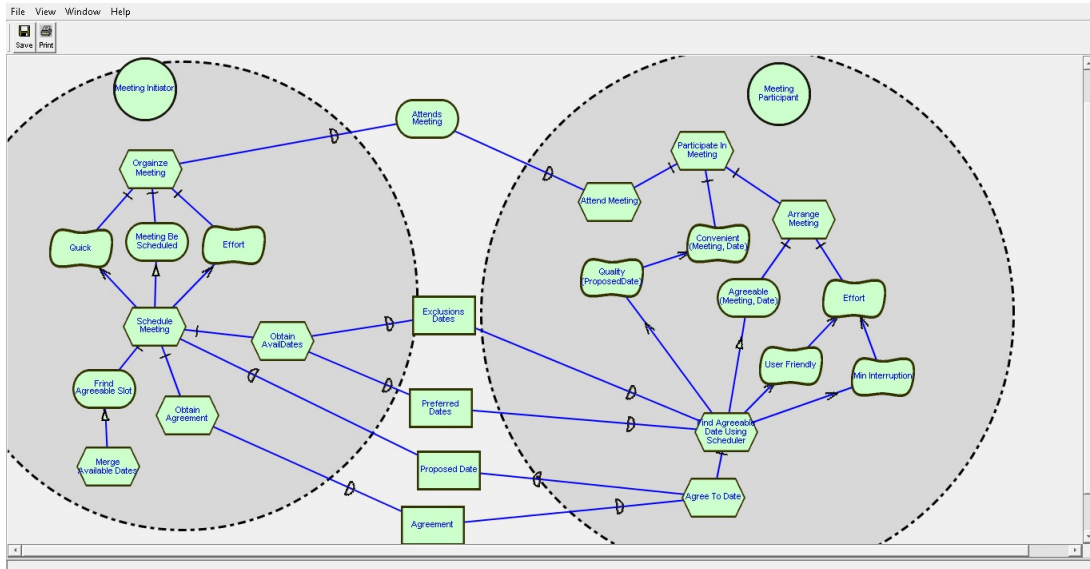 File View Window Help
Save Print
Meeting Initiator
Attends
Meeting
Meeting
Participant
Orgainze
Meeting
Participate In
Meeting
Attend Meeting
Arrange
Meeting
Quick
Meeting Be
Scheduled
Effort
Convenient
(Meeting, Date)
Quality
(ProposedDate)
Agreeable
(Meeting, Date)
Effort
Schedule
Meeting
Obtain
AvailDates
Exclusions
Dates
User Friendly
Min Interruption
Frind
Agreeable Slot
Obtain
Agreement
Preferred
Dates
Find Agreeable
Date Using
Scheduler
Merge
Available Dates
Proposed Date
Agree To Date
Agreement